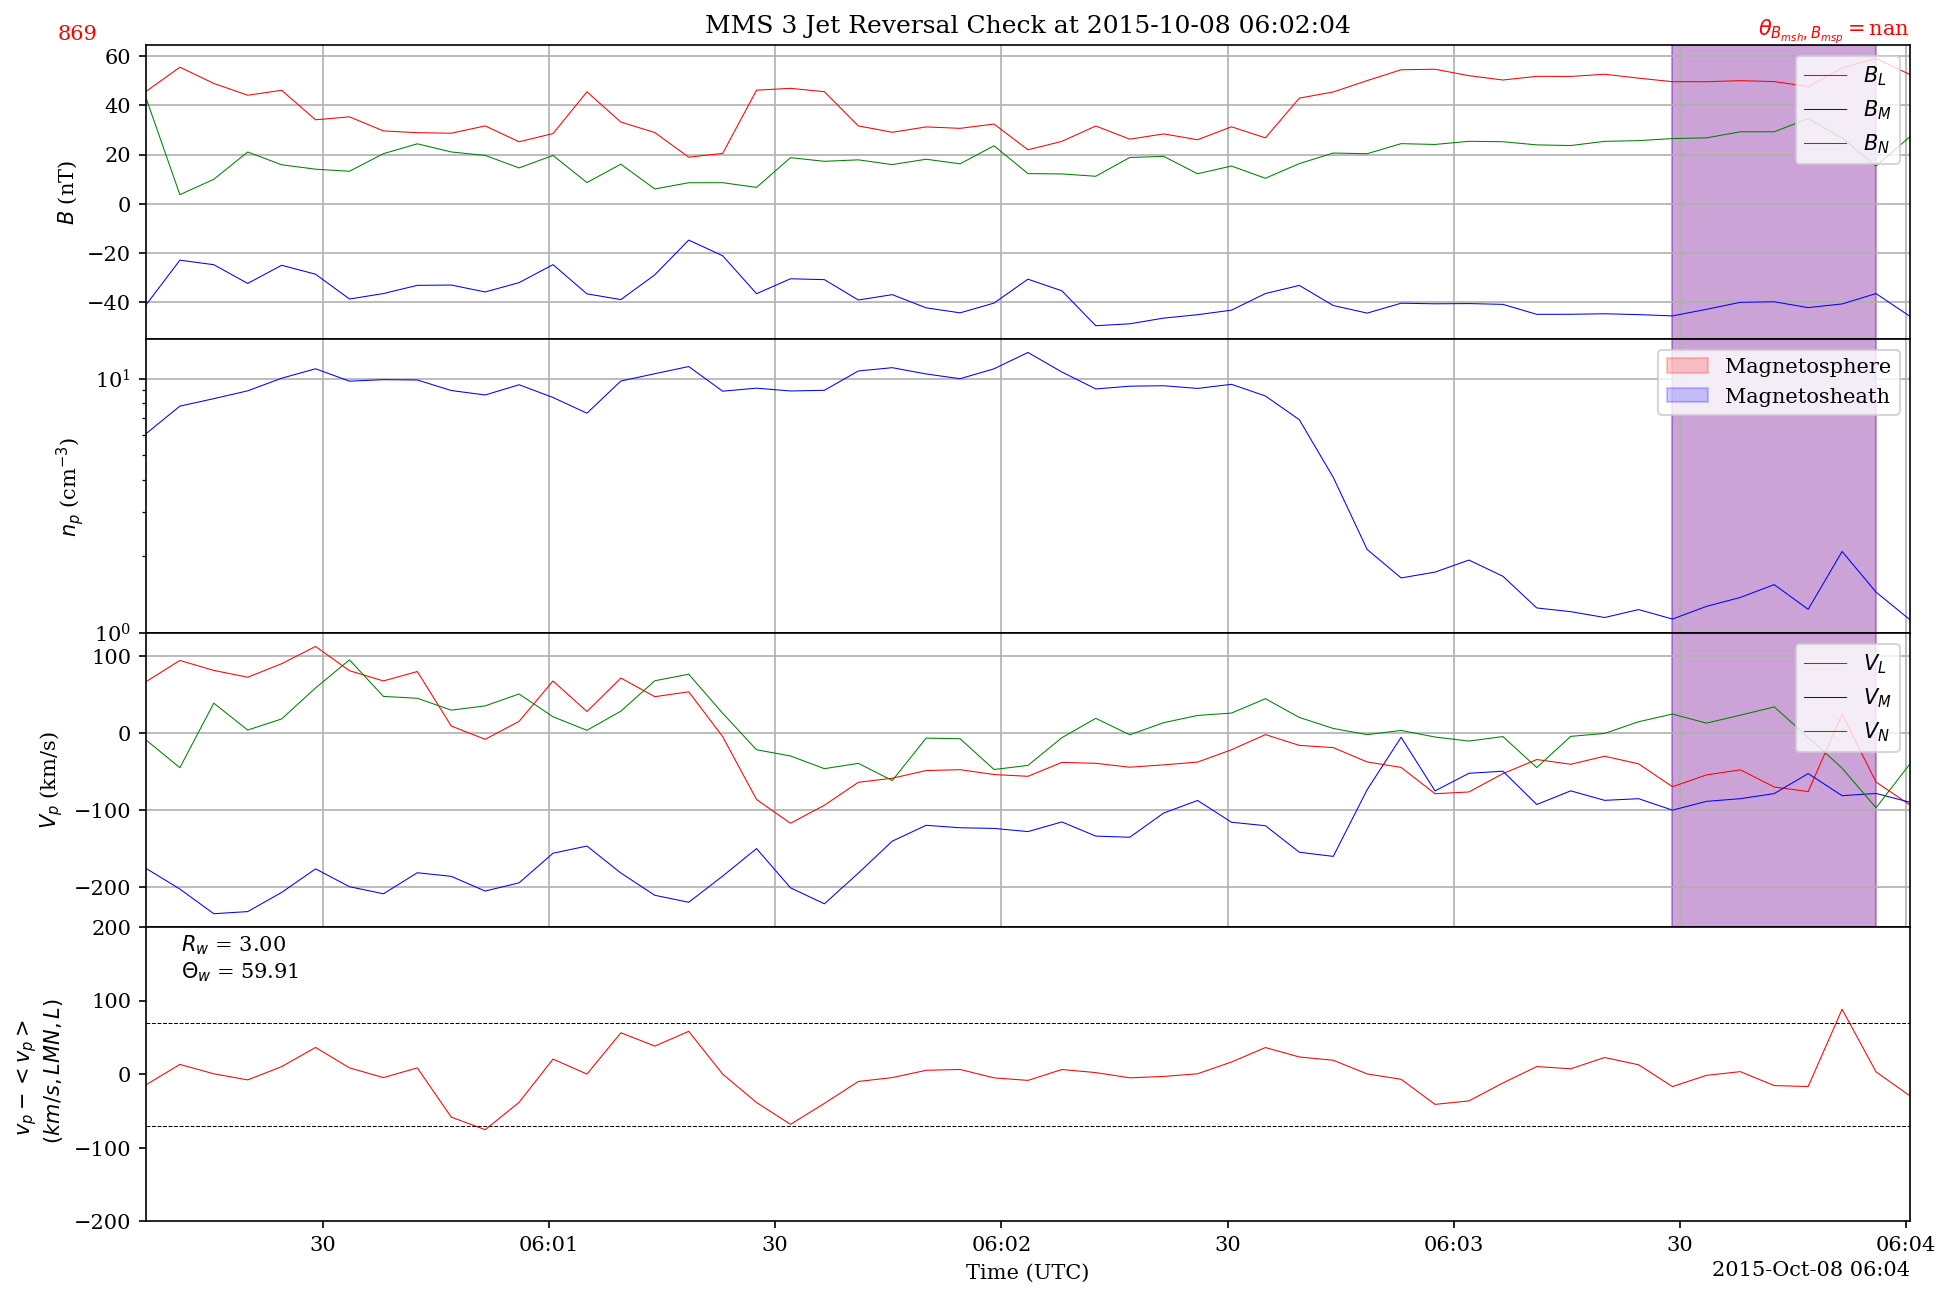 MMS 3 Jet Reversal Check at 2015-10-08 06:02:04
869
θ_{B_{msh}, B_{msp}} = nan
60
40
20
0
−20
−40
B (nT)
B_L
B_M
B_N
10^1
10^0
n_p (cm^{−3})
Magnetosphere
Magnetosheath
100
0
−100
−200
V_p (km/s)
V_L
V_M
V_N
200
100
0
−100
−200
v_p − <v_p>
(km/s, LMN, L)
R_w = 3.00
Θ_w = 59.91
30
06:01
30
06:02
30
06:03
30
06:04
Time (UTC)
2015-Oct-08 06:04